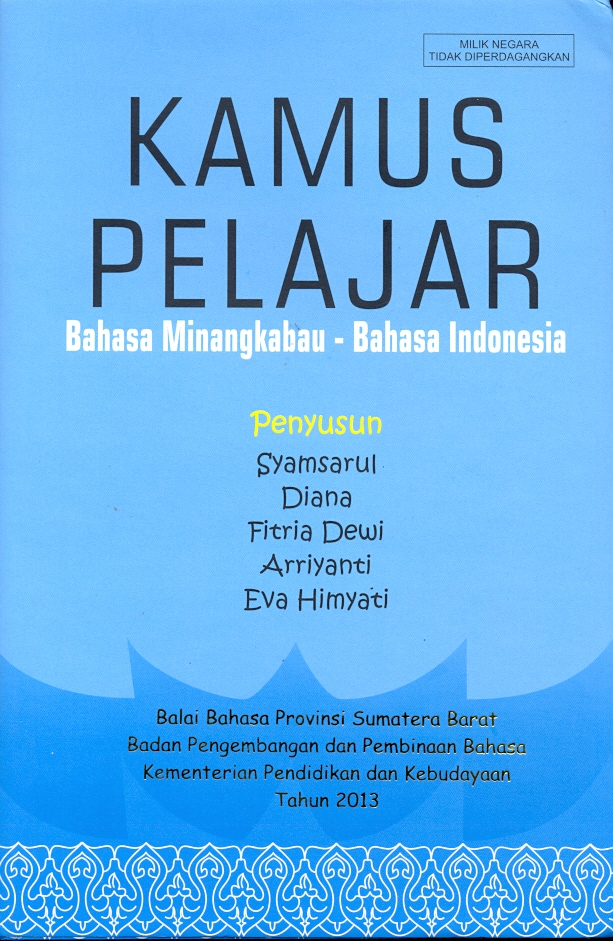 MILIK NEGARA
TIDAK DIPERDAGANGKAN
KAMUS
PELAJAR
Bahasa Minangkabau - Bahasa Indonesia
Penyusun
Syamsarul
Diana
Fitria Dewi
Arriyanti
Eva Himyati
Balai Bahasa Provinsi Sumatera Barat
Badan Pengembangan dan Pembinaan Bahasa
Kementerian Pendidikan dan Kebudayaan
Tahun 2013